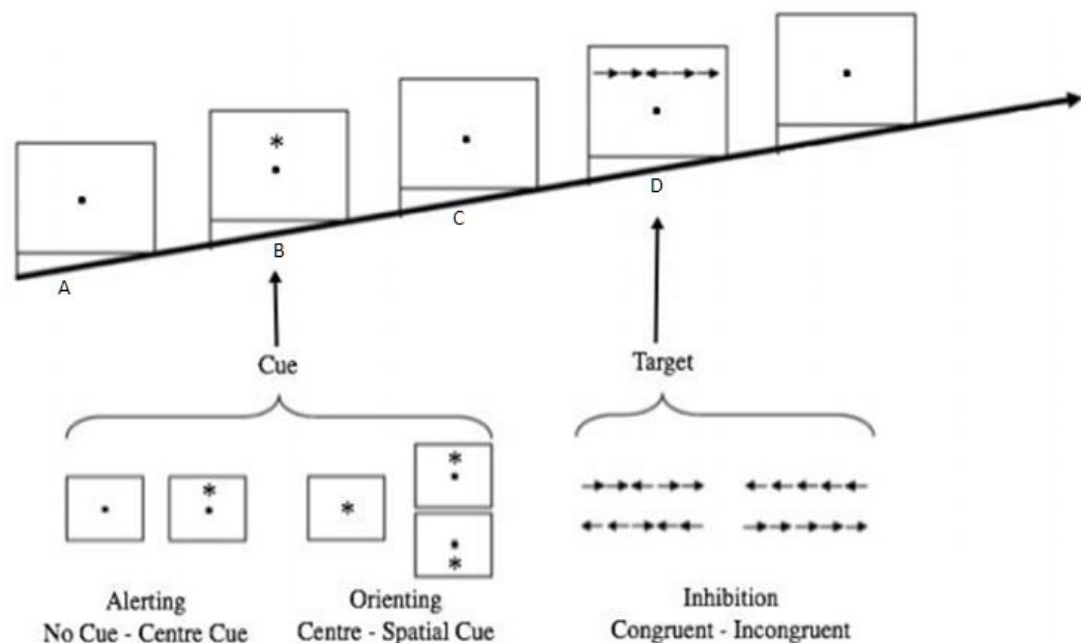 A
B
C
D
Cue
Target
Alerting
No Cue - Centre Cue
Orienting
Centre - Spatial Cue
Inhibition
Congruent - Incongruent